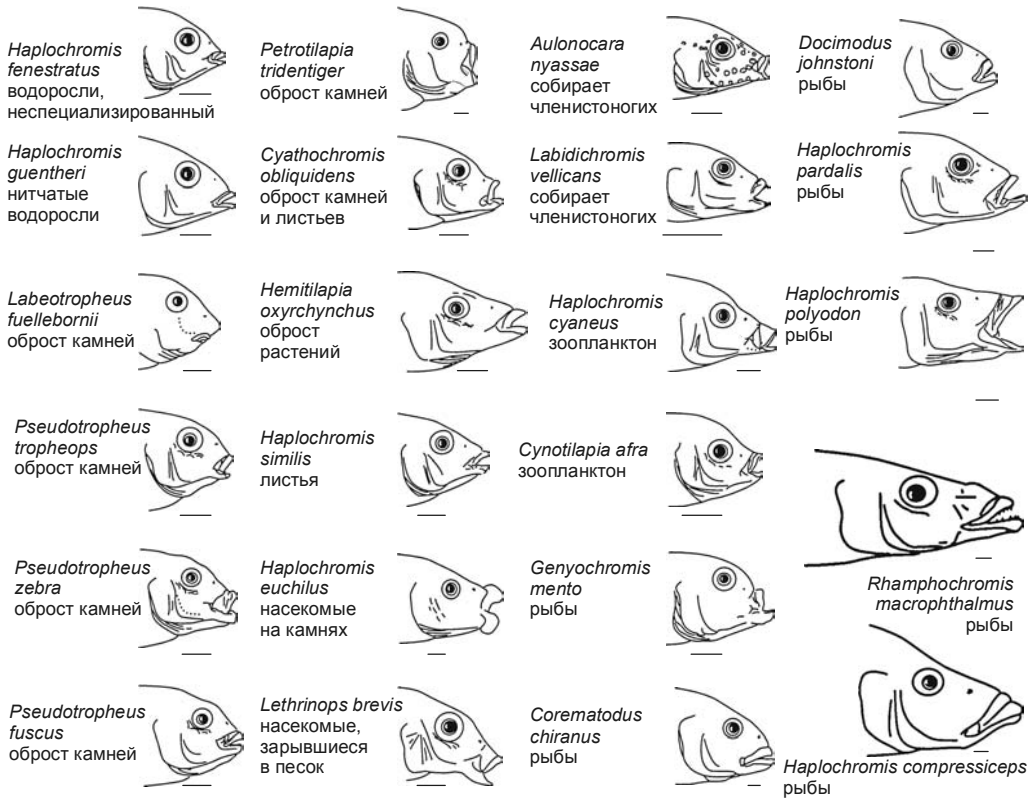 Haplochromis
fenestratus
водоросли,
неспециализированный
Haplochromis
guentheri
нитчатые
водоросли
Labeotropheus
fuellebornii
оброст камней
Pseudotropheus
tropheops
оброст камней
Pseudotropheus
zebra
оброст камней
Pseudotropheus
fuscus
оброст камней
Petrotilapia
tridentiger
оброст камней
Cyathochromis
obliquidens
оброст камней
и листьев
Hemitilapia
oxyrchynchus
оброст
растений
Haplochromis
similis
листья
Haplochromis
euchilus
насекомые
на камнях
Lethrinops brevis
насекомые,
зарывшиеся
в песок
Aulonocara
nyassae
собирает
членистоногих
Labidichromis
vellicans
собирает
членистоногих
Haplochromis
cyaneus
зоопланктон
Cynotilapia afra
зоопланктон
Genyochromis
mento
рыбы
Corematodus
chiranus
рыбы
Docimodus
johnstoni
рыбы
Haplochromis
pardalis
рыбы
Haplochromis
polyodon
рыбы
Rhamphochromis
macrophthalmus
рыбы
Haplochromis compressiceps
рыбы